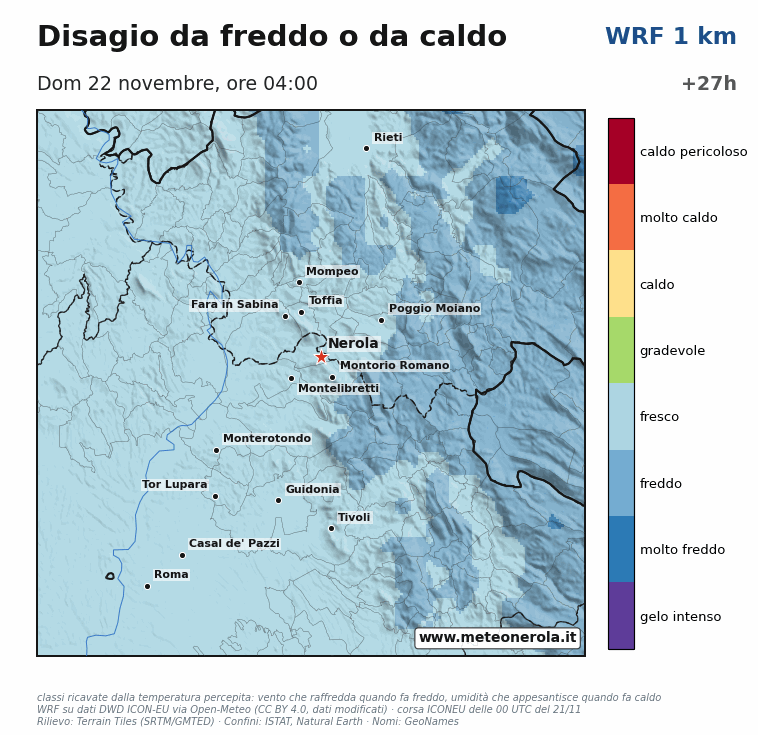 Disagio da freddo o da caldo
WRF 1 km
Dom 22 novembre, ore 04:00
+27h
Rieti
Mompeo
Fara in Sabina
Toffia
Poggio Moiano
Nerola
Montorio Romano
Montelibretti
Monterotondo
Tor Lupara
Guidonia
Tivoli
Casal de' Pazzi
Roma
www.meteonerola.it
caldo pericoloso
molto caldo
caldo
gradevole
fresco
freddo
molto freddo
gelo intenso
classi ricavate dalla temperatura percepita: vento che raffredda quando fa freddo, umidità che appesantisce quando fa caldo
WRF su dati DWD ICON-EU via Open-Meteo (CC BY 4.0, dati modificati) · corsa ICONEU delle 00 UTC del 21/11
Rilievo: Terrain Tiles (SRTM/GMTED) · Confini: ISTAT, Natural Earth · Nomi: GeoNames